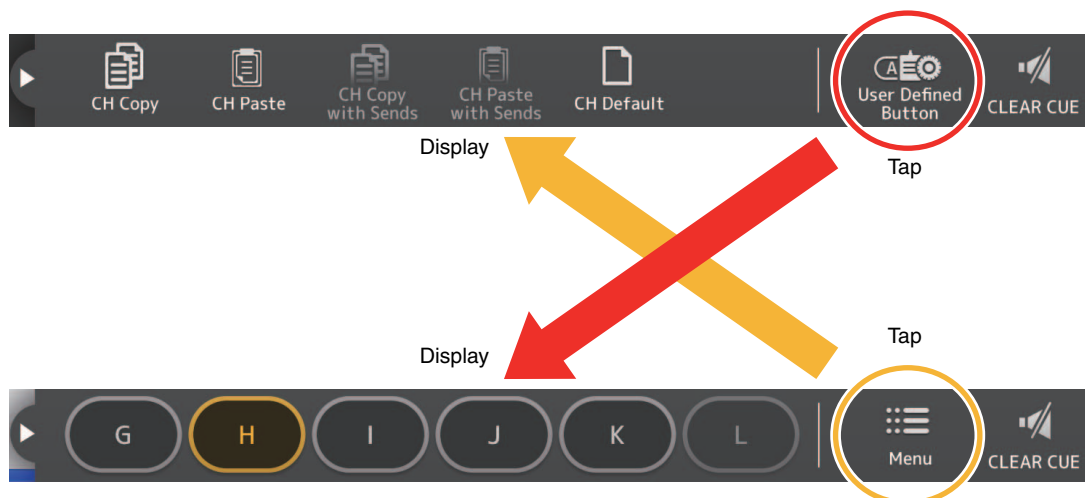 CH Copy
CH Paste
CH Copy
with Sends
CH Paste
with Sends
CH Default
A
User Defined
Button
CLEAR CUE
Display
Tap
Display
Tap
G
H
I
J
K
L
Menu
CLEAR CUE